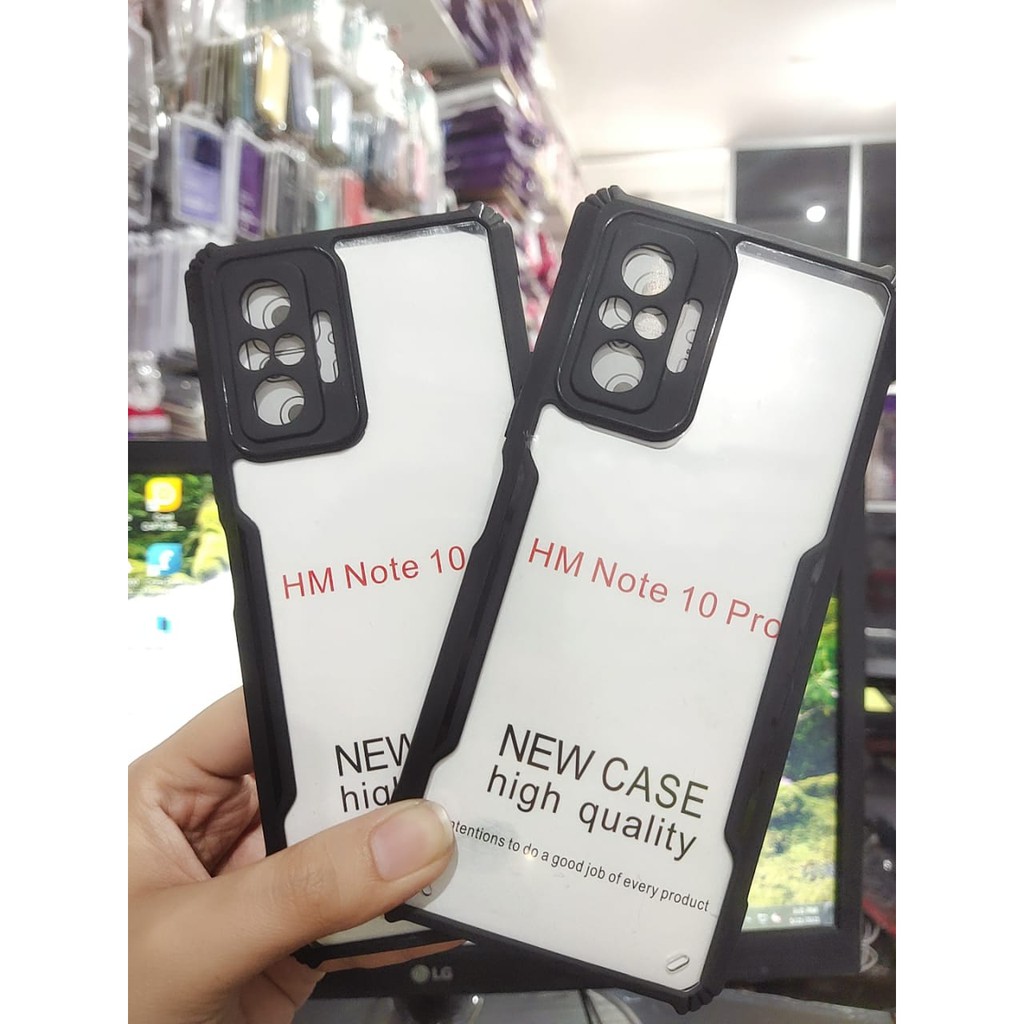 HM Note 10
NEW
high
HM Note 10 Pro
NEW CASE
high quality
to do a good job of every product
LG